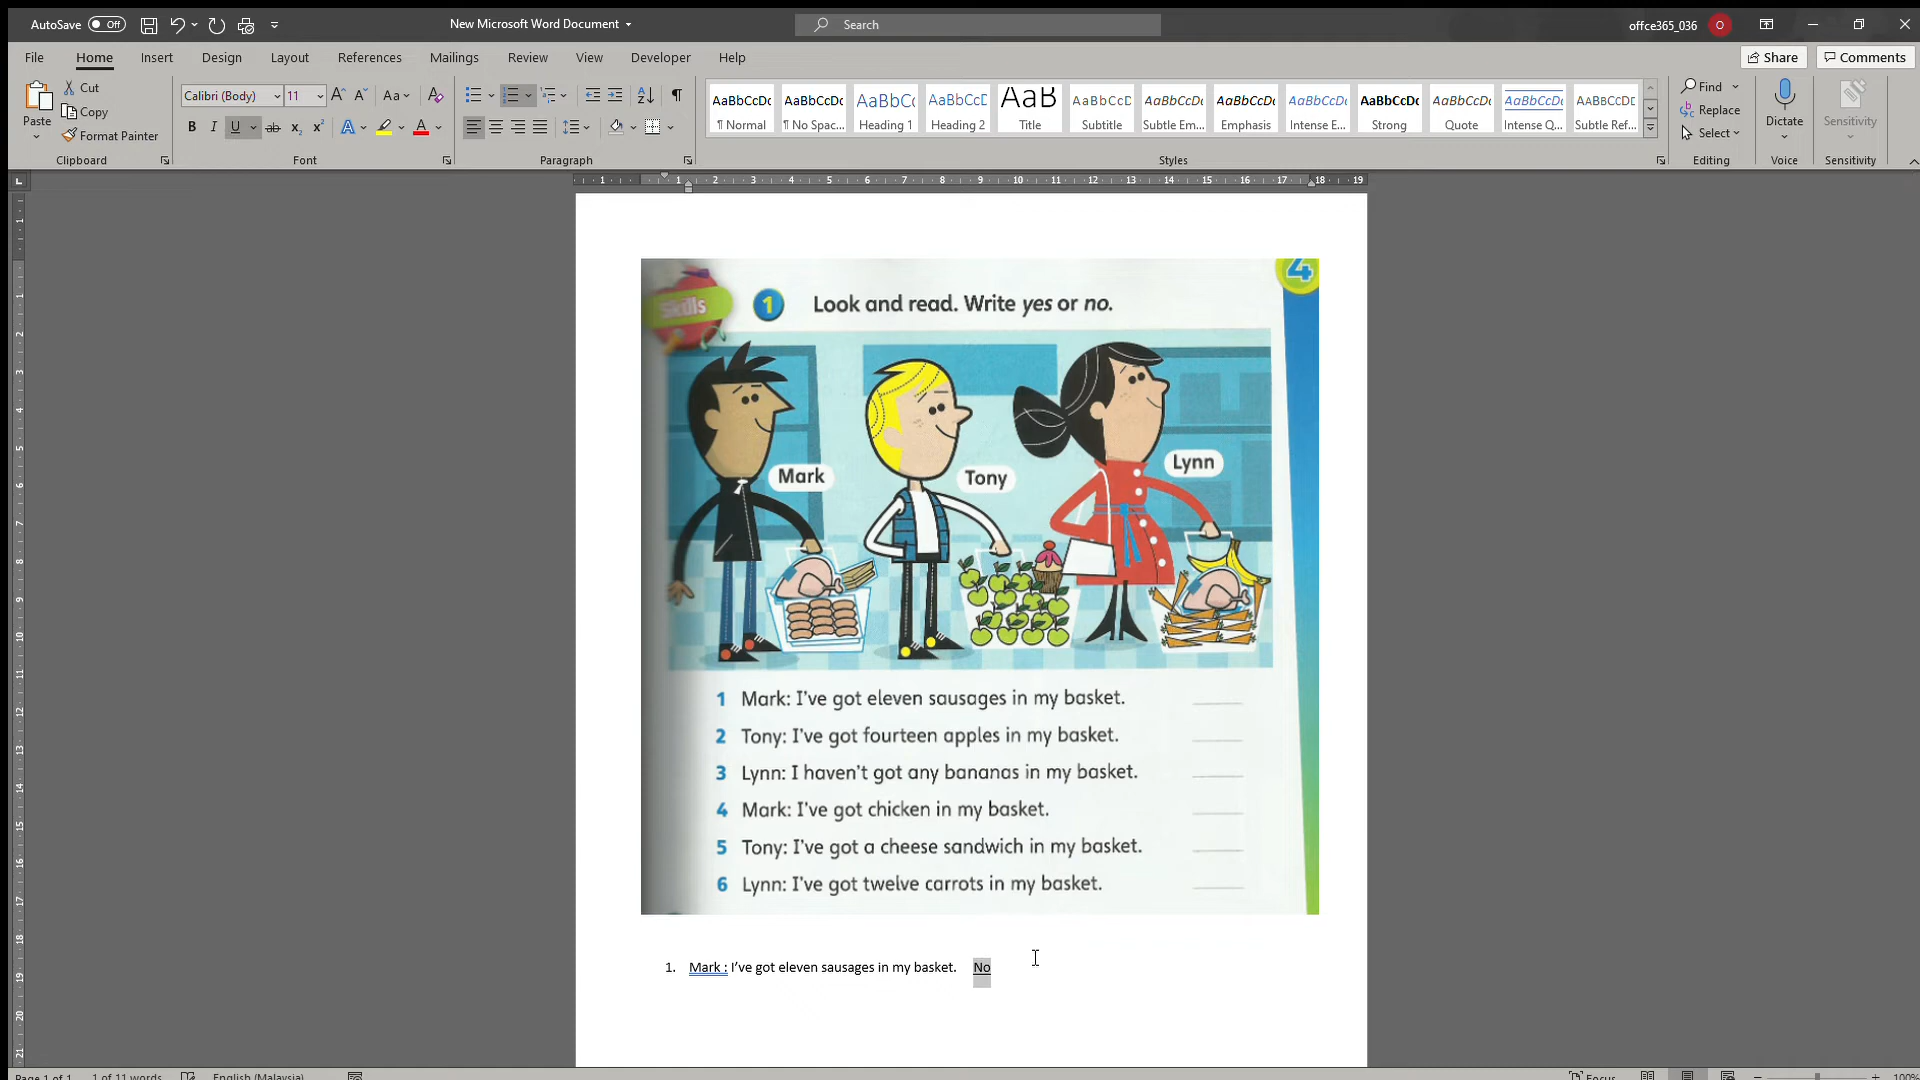 AutoSave Off New Microsoft Word Document Search offce365_036 O
File Home Insert Design Layout References Mailings Review View Developer Help Share Comments
Paste Cut Copy Format Painter
Calibri (Body) 11
Find Replace Select
Dictate Sensitivity
AaBbCcDc AaBbCcDc AaBbCc AaBbCcD AaB AaBbCcD AaBbCcDc AaBbCcDc AaBbCcDc AaBbCcDc AaBbCcDc AaBbCcDc AABBCCDD
¶ Normal ¶ No Spac... Heading 1 Heading 2 Title Subtitle Subtle Em... Emphasis Intense E... Strong Quote Intense Q... Subtle Ref...
Clipboard Font Paragraph Styles Editing Voice Sensitivity
4
Skills 1 Look and read. Write yes or no.
Mark
Tony
Lynn
1 Mark: I've got eleven sausages in my basket.
2 Tony: I've got fourteen apples in my basket.
3 Lynn: I haven't got any bananas in my basket.
4 Mark: I've got chicken in my basket.
5 Tony: I've got a cheese sandwich in my basket.
6 Lynn: I've got twelve carrots in my basket.
1. Mark : I've got eleven sausages in my basket. No
Page 1 of 1 1 of 11 words English (Malaysia) Focus 100%